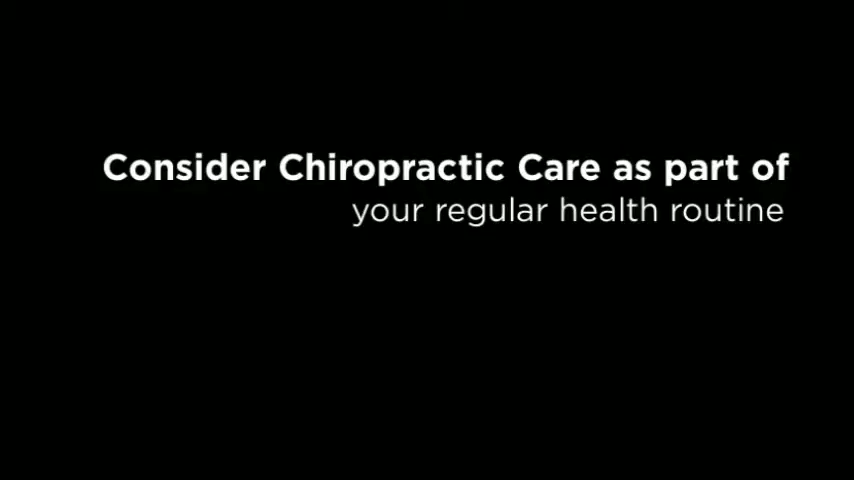 Consider Chiropractic Care as part of
your regular health routine